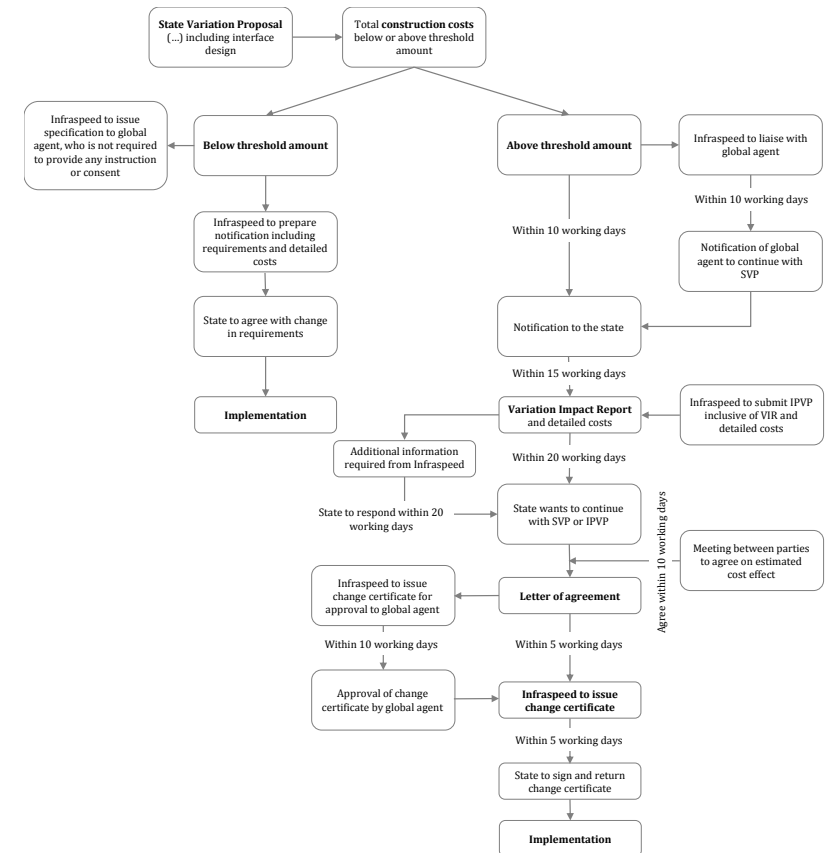 State Variation Proposal
(...) including interface
design
Total construction costs
below or above threshold
amount
Infraspeed to issue
specification to global
agent, who is not required
to provide any instruction
or consent
Below threshold amount
Above threshold amount
Infraspeed to liaise with
global agent
Within 10 working days
Within 10 working days
Infraspeed to prepare
notification including
requirements and detailed
costs
Notification of global
agent to continue with
SVP
State to agree with change
in requirements
Notification to the state
Within 15 working days
Implementation
Variation Impact Report
and detailed costs
Infraspeed to submit IPVP
inclusive of VIR and
detailed costs
Additional information
required from Infraspeed
Within 20 working days
State to respond within 20
working days
State wants to continue
with SVP or IPVP
Agree within 10 working days
Meeting between parties
to agree on estimated
cost effect
Infraspeed to issue
change certificate for
approval to global agent
Letter of agreement
Within 10 working days
Within 5 working days
Approval of change
certificate by global agent
Infraspeed to issue
change certificate
Within 5 working days
State to sign and return
change certificate
Implementation